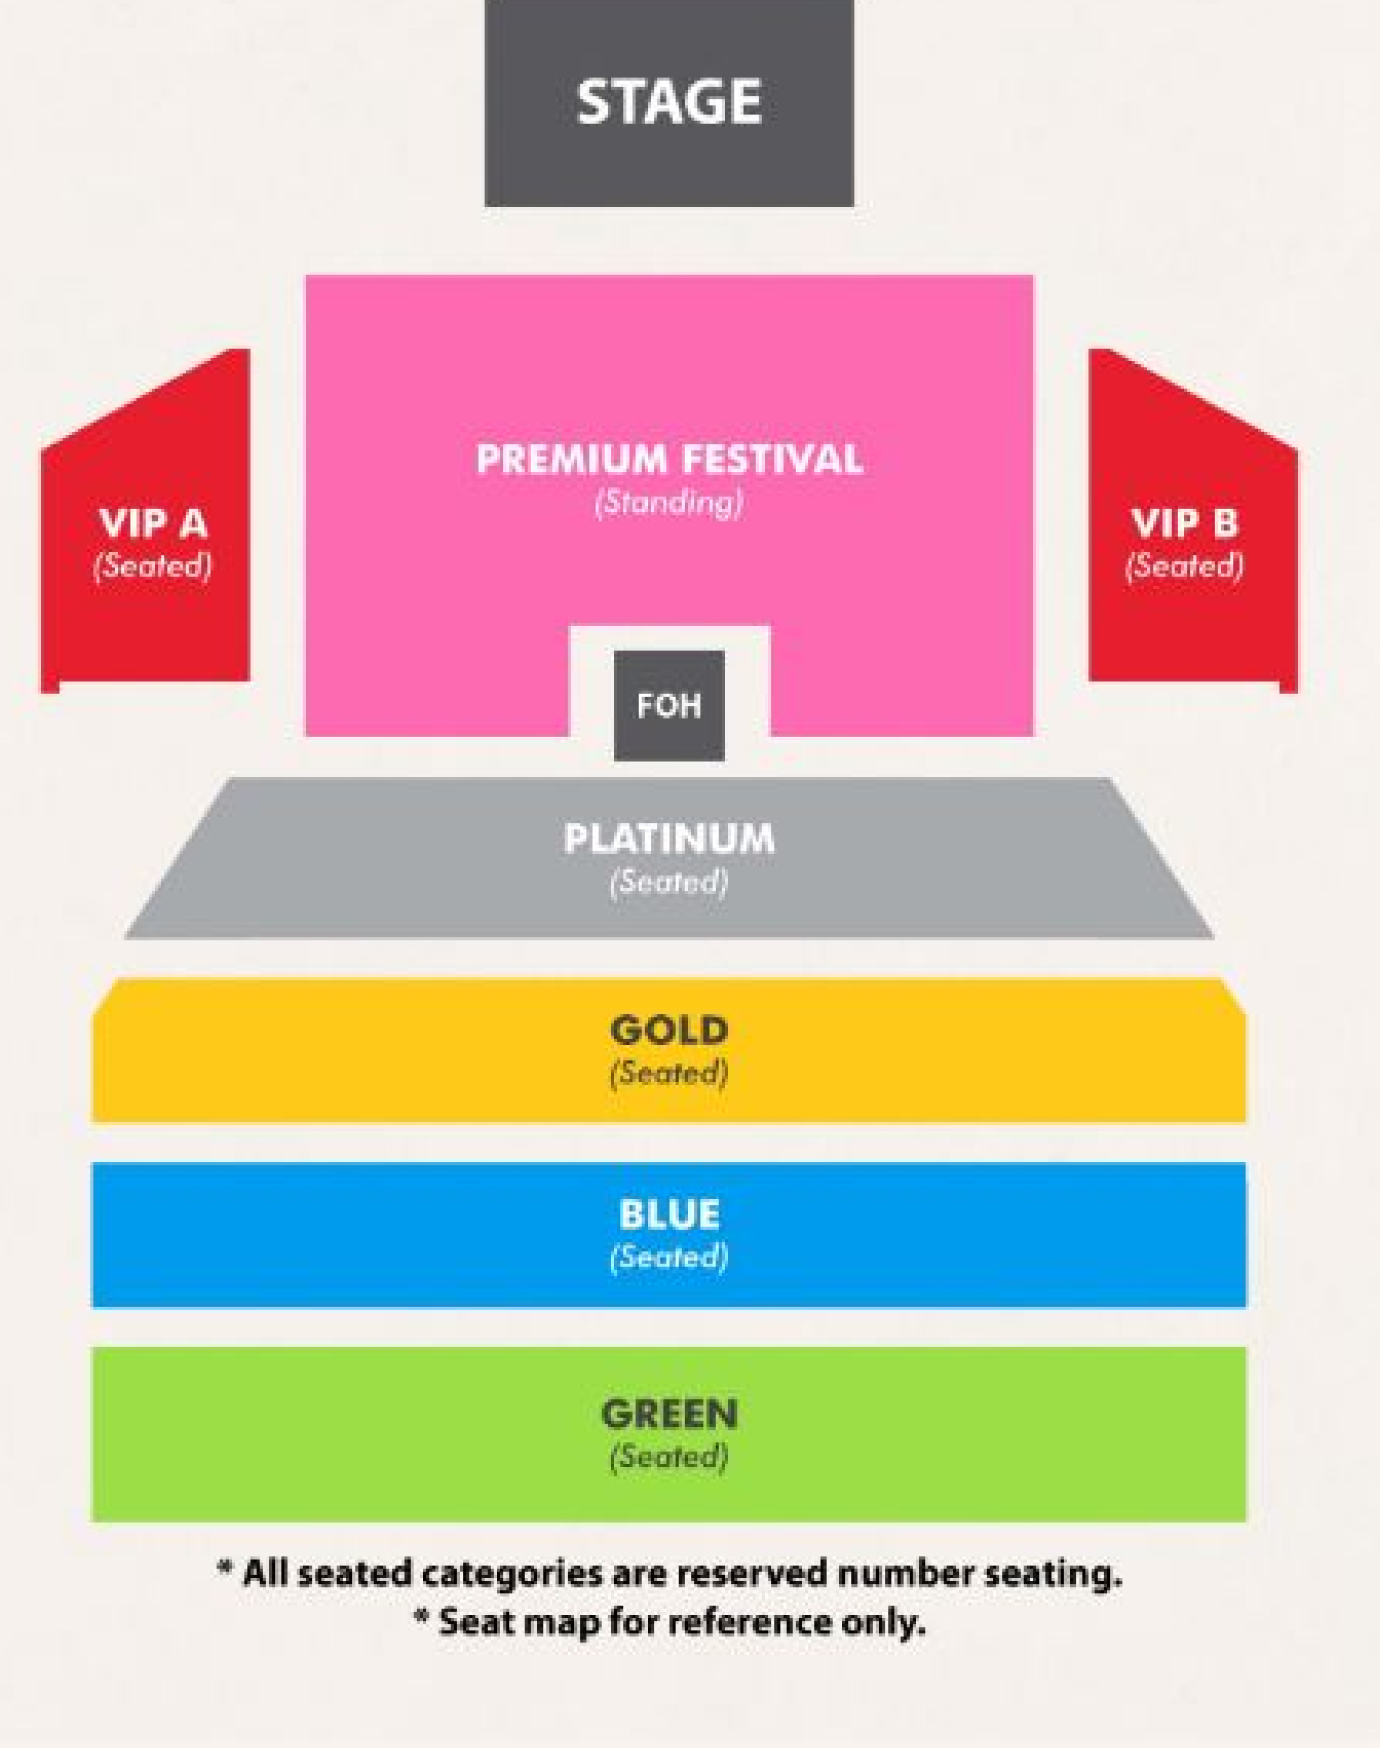 STAGE
PREMIUM FESTIVAL
(Standing)
VIP A
(Seated)
VIP B
(Seated)
FOH
PLATINUM
(Seated)
GOLD
(Seated)
BLUE
(Seated)
GREEN
(Seated)
* All seated categories are reserved number seating.
* Seat map for reference only.